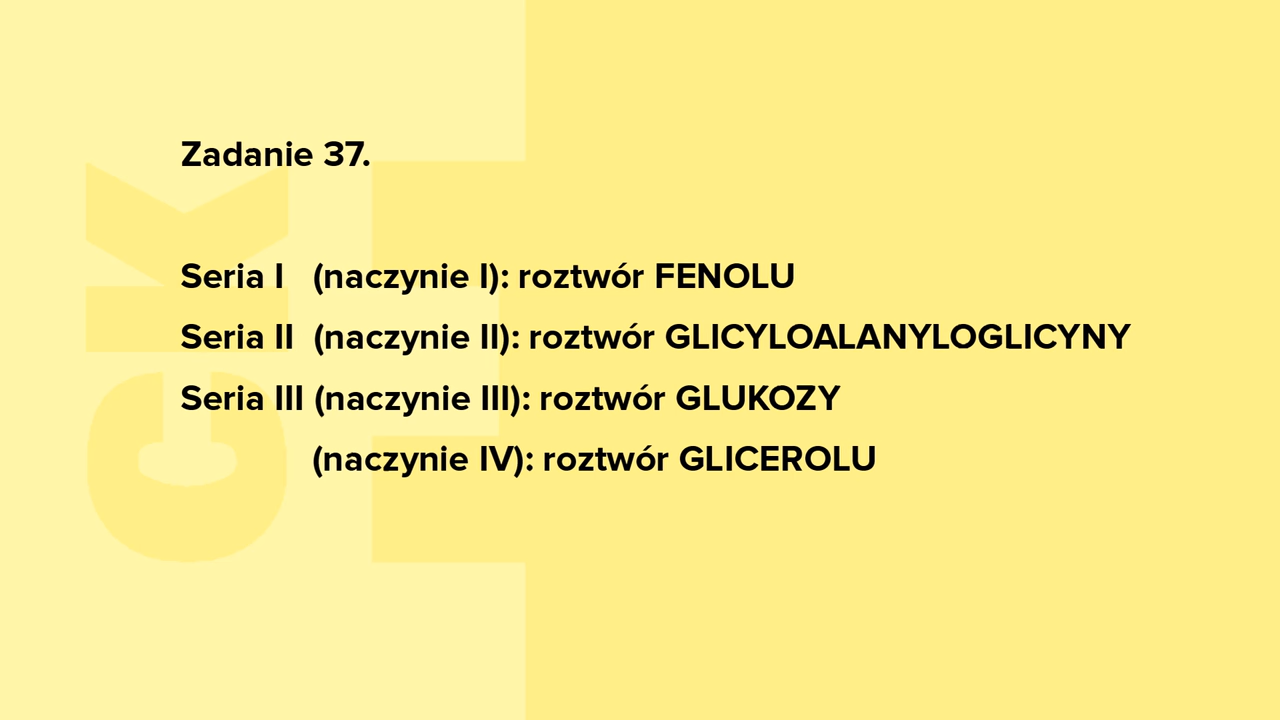 Zadanie 37.
Seria I (naczynie I): roztwór FENOLU
Seria II (naczynie II): roztwór GLICYLOALANYLOGLICYNY
Seria III (naczynie III): roztwór GLUKOZY
(naczynie IV): roztwór GLICEROLU
CK